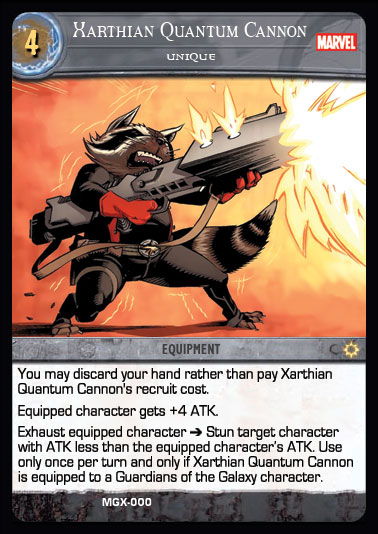 4
Xarthian Quantum Cannon
MARVEL
UNIQUE
EQUIPMENT
C
You may discard your hand rather than pay Xarthian
Quantum Cannon's recruit cost.
Equipped character gets +4 ATK.
Exhaust equipped character ➔ Stun target character
with ATK less than the equipped character's ATK. Use
only once per turn and only if Xarthian Quantum Cannon
is equipped to a Guardians of the Galaxy character.
MGX-000